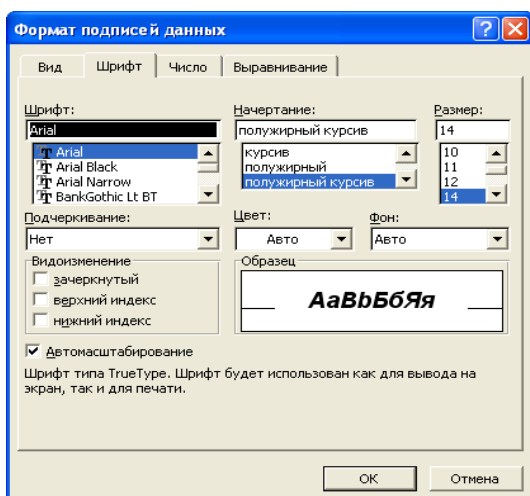 Формат подписей данных
Вид Шрифт Число Выравнивание
Шрифт: Начертание: Размер:
Arial полужирный курсив 14
Arial курсив 10
Arial Black полужирный 11
Arial Narrow полужирный курсив 12
BankGothic Lt BT 14
Подчеркивание: Цвет: Фон:
Нет Авто Авто
Видоизменение Образец
зачеркнутый
верхний индекс АаВbБбЯя
нижний индекс
Автомасштабирование
Шрифт типа TrueType. Шрифт будет использован как для вывода на
экран, так и для печати.
ОК Отмена